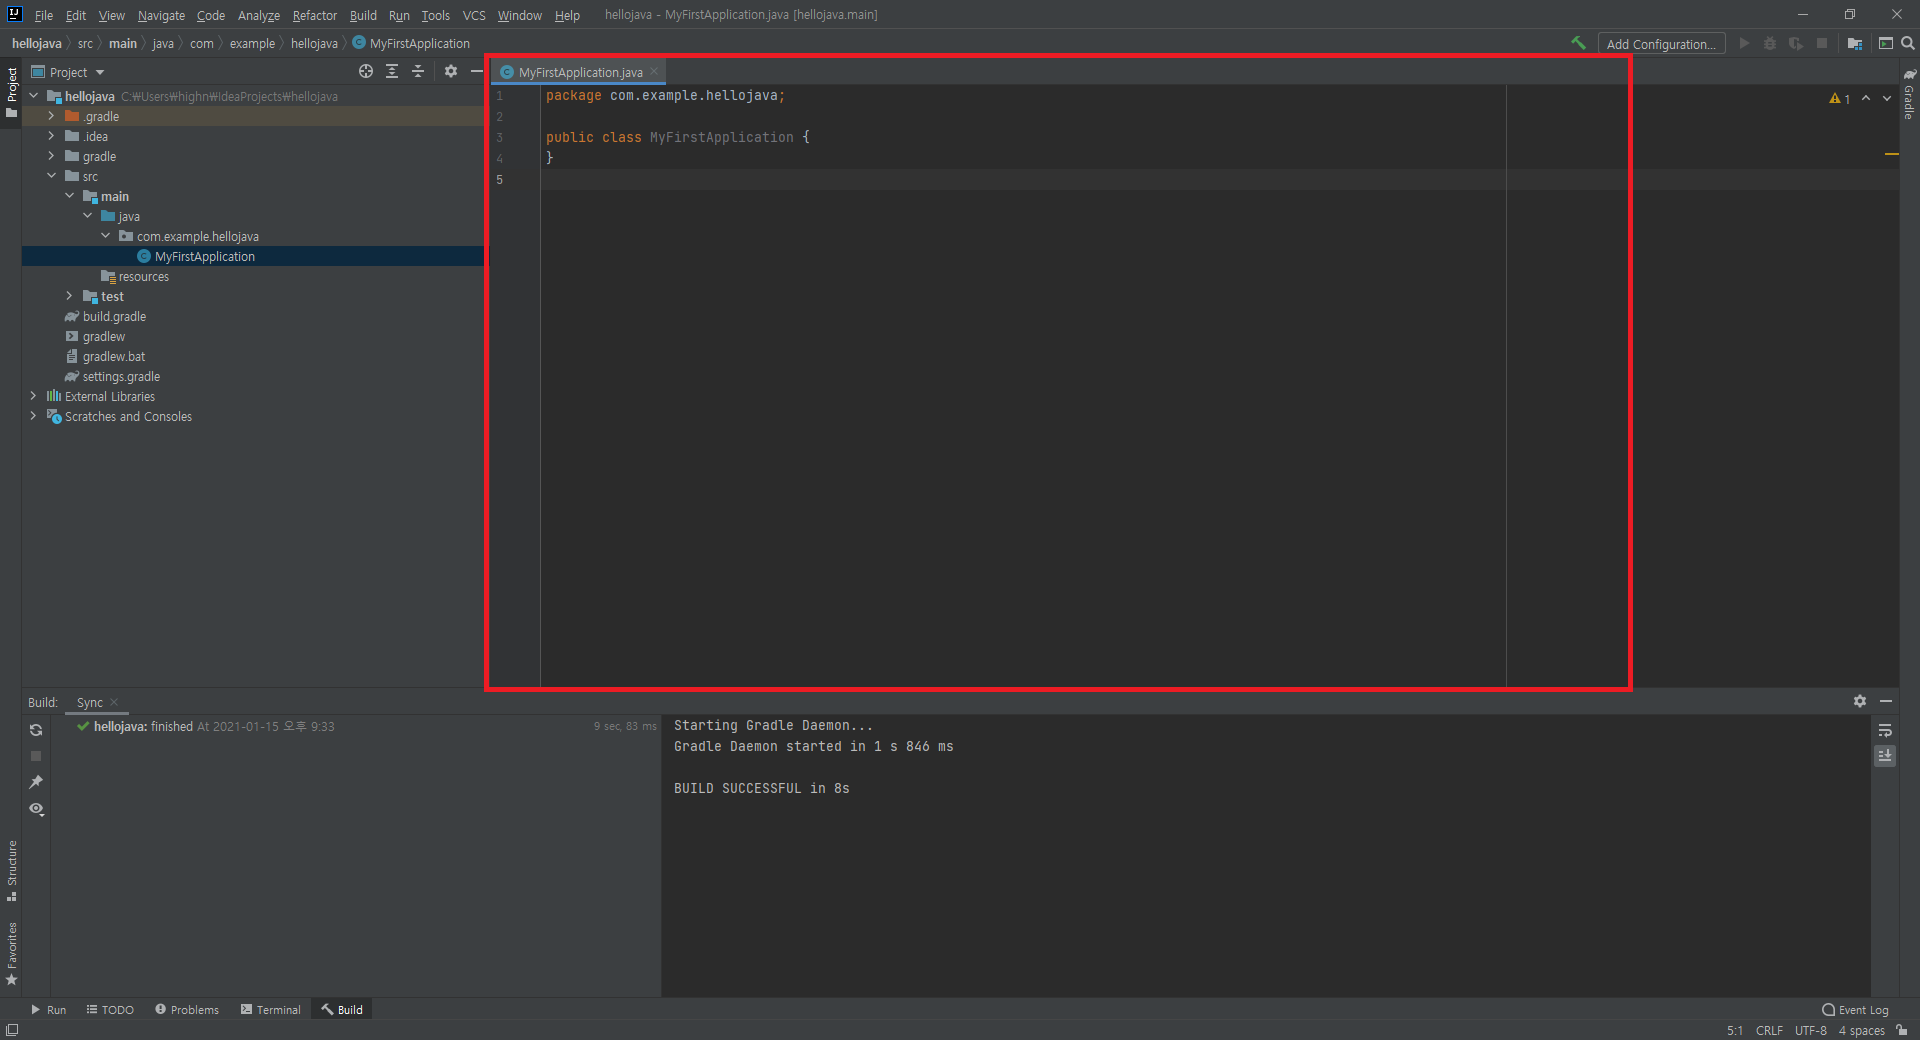 File Edit View Navigate Code Analyze Refactor Build Run Tools VCS Window Help hellojava - MyFirstApplication.java [hellojava.main]
hellojava src main java com example hellojava MyFirstApplication Add Configuration...
Project
Project
MyFirstApplication.java
hellojava C:₩Users₩highn₩IdeaProjects₩hellojava
.gradle
.idea
gradle
src
main
java
com.example.hellojava
MyFirstApplication
resources
test
build.gradle
gradlew
gradlew.bat
settings.gradle
External Libraries
Scratches and Consoles
1 package com.example.hellojava;
2
3 public class MyFirstApplication {
4 }
5
1
Gradle
Build: Sync
hellojava: finished At 2021-01-15 오후 9:33 9 sec, 83 ms
Starting Gradle Daemon...
Gradle Daemon started in 1 s 846 ms
BUILD SUCCESSFUL in 8s
Structure
Favorites
Run TODO Problems Terminal Build Event Log
5:1 CRLF UTF-8 4 spaces